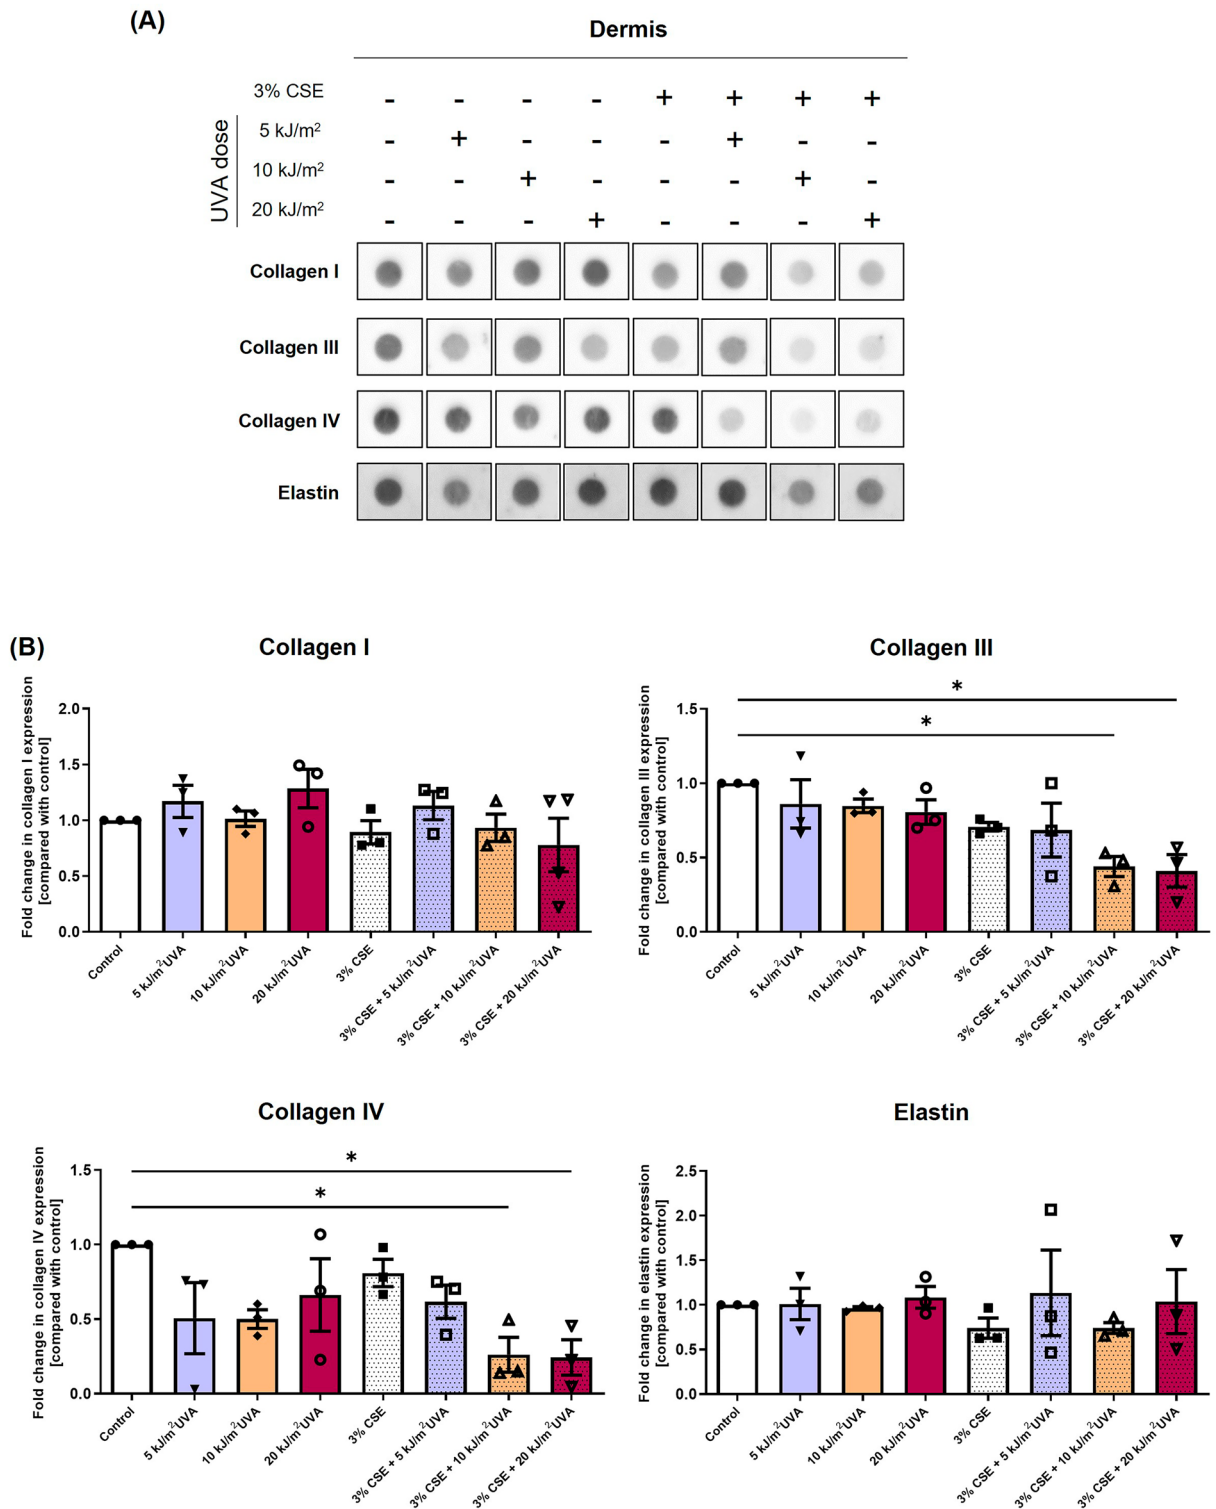 (A)
Dermis
3% CSE - - - - + + + +
UVA dose
5 kJ/m² - + - - - + - -
10 kJ/m² - - + - - - + -
20 kJ/m² - - - + - - - +
Collagen I
Collagen III
Collagen IV
Elastin
(B)
Collagen I
Fold change in collagen I expression
[compared with control]
2.0
1.5
1.0
0.5
0.0
Control
5 kJ/m²UVA
10 kJ/m²UVA
20 kJ/m²UVA
3% CSE
3% CSE + 5 kJ/m²UVA
3% CSE + 10 kJ/m²UVA
3% CSE + 20 kJ/m²UVA
Collagen III
Fold change in collagen III expression
[compared with control]
1.5
1.0
0.5
0.0
*
*
Control
5 kJ/m²UVA
10 kJ/m²UVA
20 kJ/m²UVA
3% CSE
3% CSE + 5 kJ/m²UVA
3% CSE + 10 kJ/m²UVA
3% CSE + 20 kJ/m²UVA
Collagen IV
Fold change in collagen IV expression
[compared with control]
1.5
1.0
0.5
0.0
*
*
Control
5 kJ/m²UVA
10 kJ/m²UVA
20 kJ/m²UVA
3% CSE
3% CSE + 5 kJ/m²UVA
3% CSE + 10 kJ/m²UVA
3% CSE + 20 kJ/m²UVA
Elastin
Fold change in elastin expression
[compared with control]
2.5
2.0
1.5
1.0
0.5
0.0
Control
5 kJ/m²UVA
10 kJ/m²UVA
20 kJ/m²UVA
3% CSE
3% CSE + 5 kJ/m²UVA
3% CSE + 10 kJ/m²UVA
3% CSE + 20 kJ/m²UVA